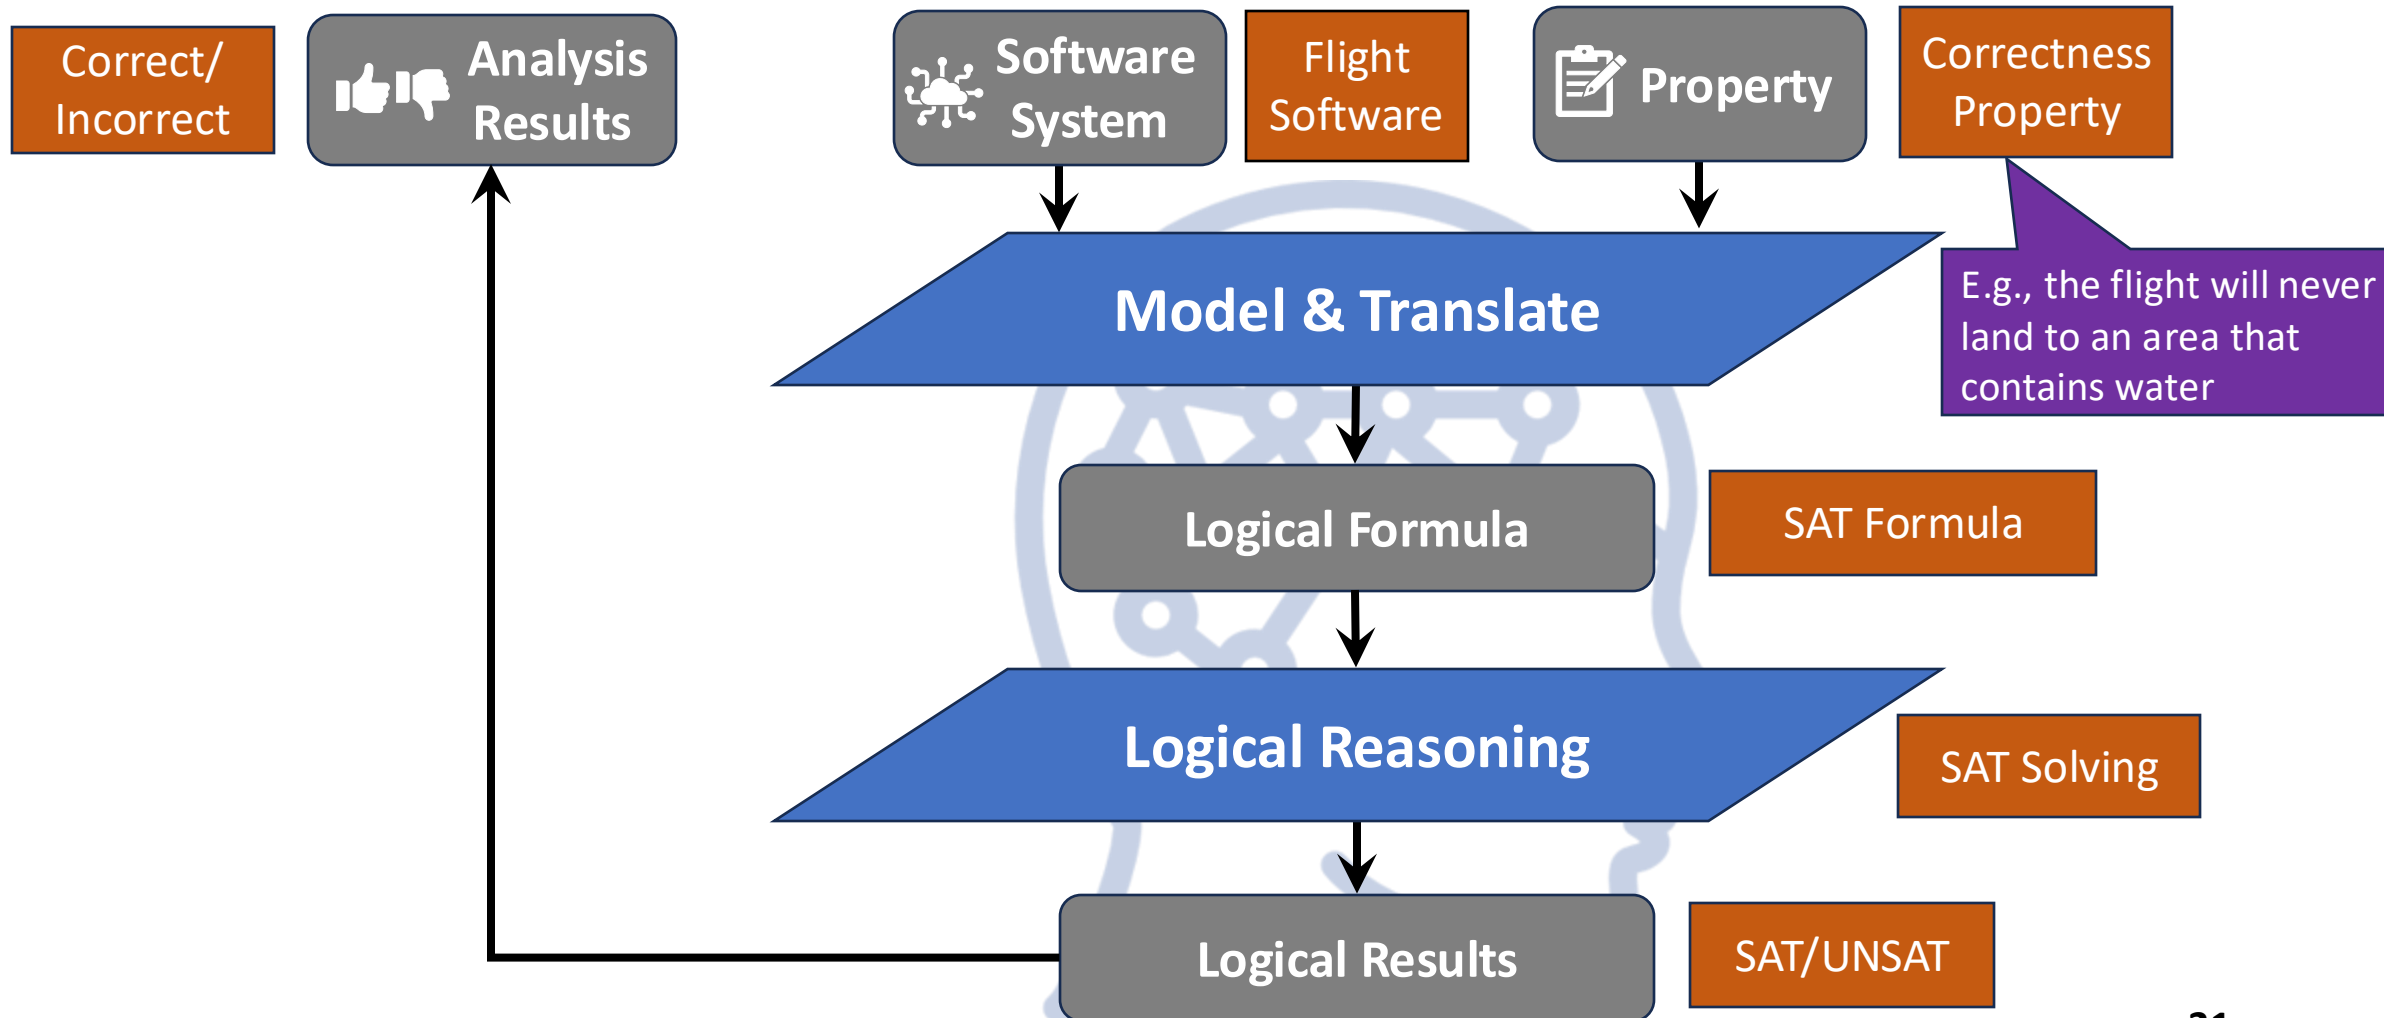 Correct/
Incorrect
Analysis
Results
Software
System
Flight
Software
Property
Correctness
Property
Model & Translate
E.g., the flight will never
land to an area that
contains water
Logical Formula
SAT Formula
Logical Reasoning
SAT Solving
Logical Results
SAT/UNSAT